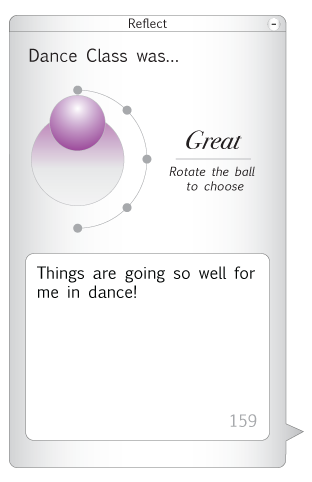 Reflect
Dance Class was...
Great
Rotate the ball
to choose
Things are going so well for
me in dance!
159